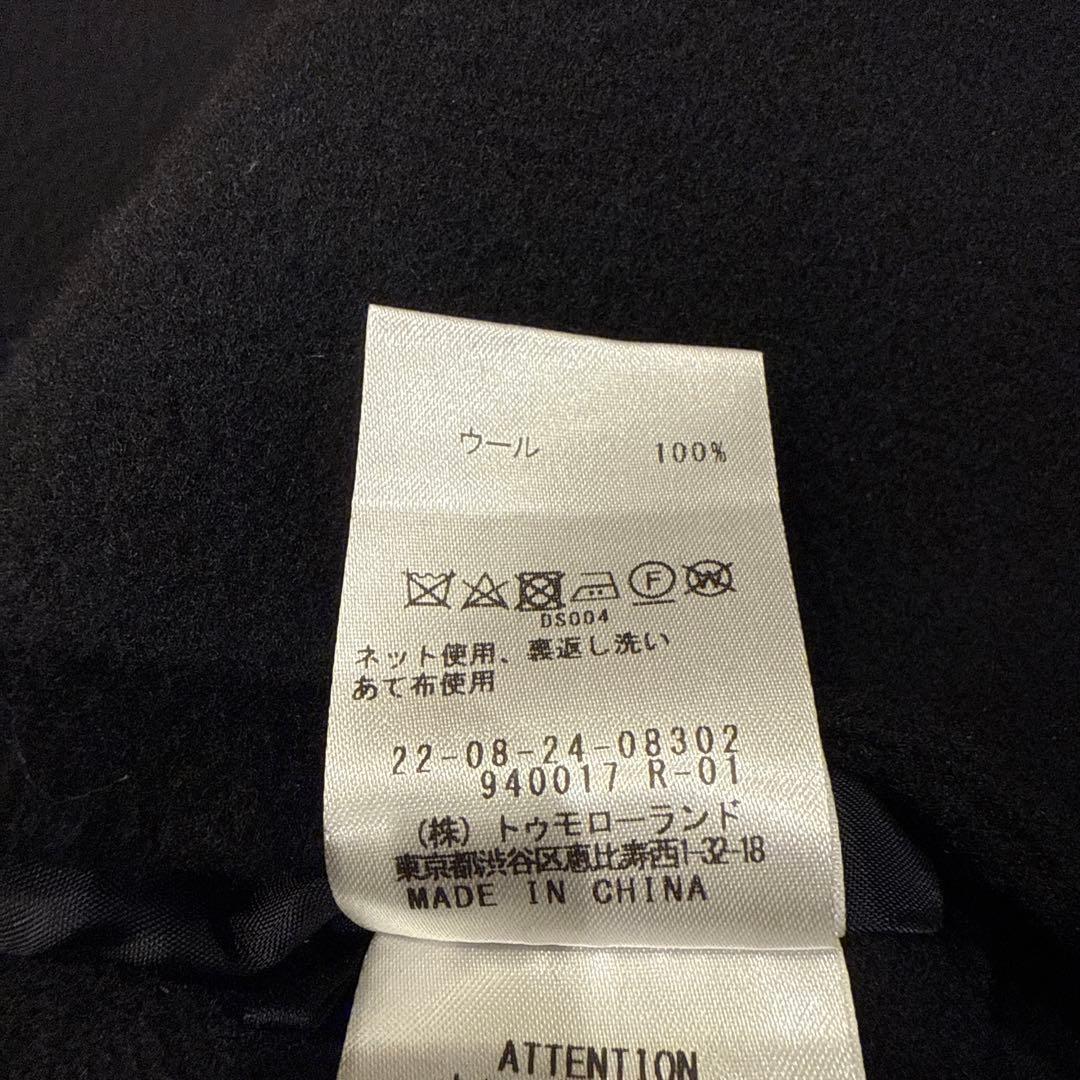 ウール 100%
F W
DS004
ネット使用、裏返し洗い
あて布使用
22-08-24-08302
940017 R-01
(株) トゥモローランド
東京都渋谷区恵比寿西1-32-18
MADE IN CHINA
ATTENTION